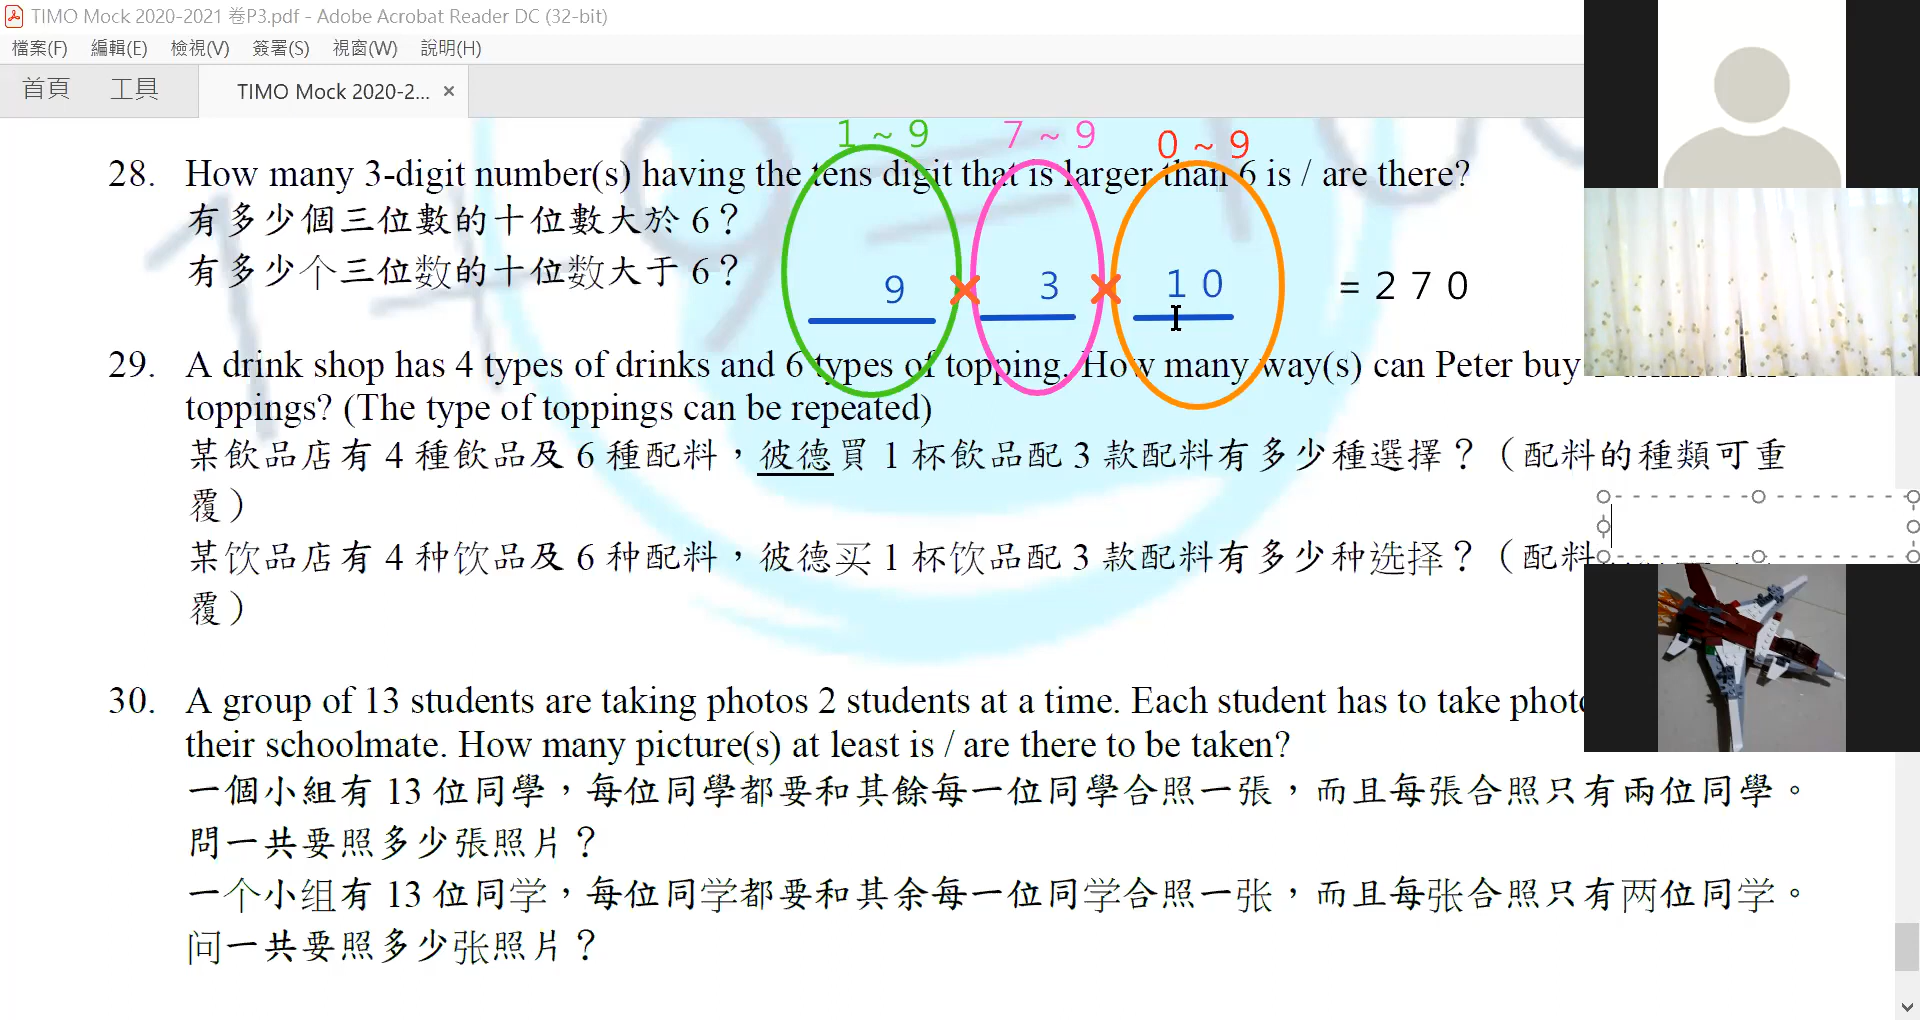 TIMO Mock 2020-2021 卷P3.pdf - Adobe Acrobat Reader DC (32-bit)
檔案(F) 編輯(E) 檢視(V) 簽署(S) 視窗(W) 說明(H)
首頁 工具 TIMO Mock 2020-2... ×
1 ~ 9 7 ~ 9 0 ~ 9
28. How many 3-digit number(s) having the tens digit that is larger than 6 is / are there?
有多少個三位數的十位數大於 6？
有多少个三位数的十位数大于 6？
9 × 3 × 10 = 270
29. A drink shop has 4 types of drinks and 6 types of topping. How many way(s) can Peter buy
toppings? (The type of toppings can be repeated)
某飲品店有 4 種飲品及 6 種配料，彼德買 1 杯飲品配 3 款配料有多少種選擇？（配料的種類可重
覆）
某饮品店有 4 种饮品及 6 种配料，彼德买 1 杯饮品配 3 款配料有多少种选择？（配料
覆）
30. A group of 13 students are taking photos 2 students at a time. Each student has to take
their schoolmate. How many picture(s) at least is / are there to be taken?
一個小組有 13 位同學，每位同學都要和其餘每一位同學合照一張，而且每張合照只有兩位同學。
問一共要照多少張照片？
一个小组有 13 位同学，每位同学都要和其余每一位同学合照一张，而且每张合照只有两位同学。
问一共要照多少张照片？